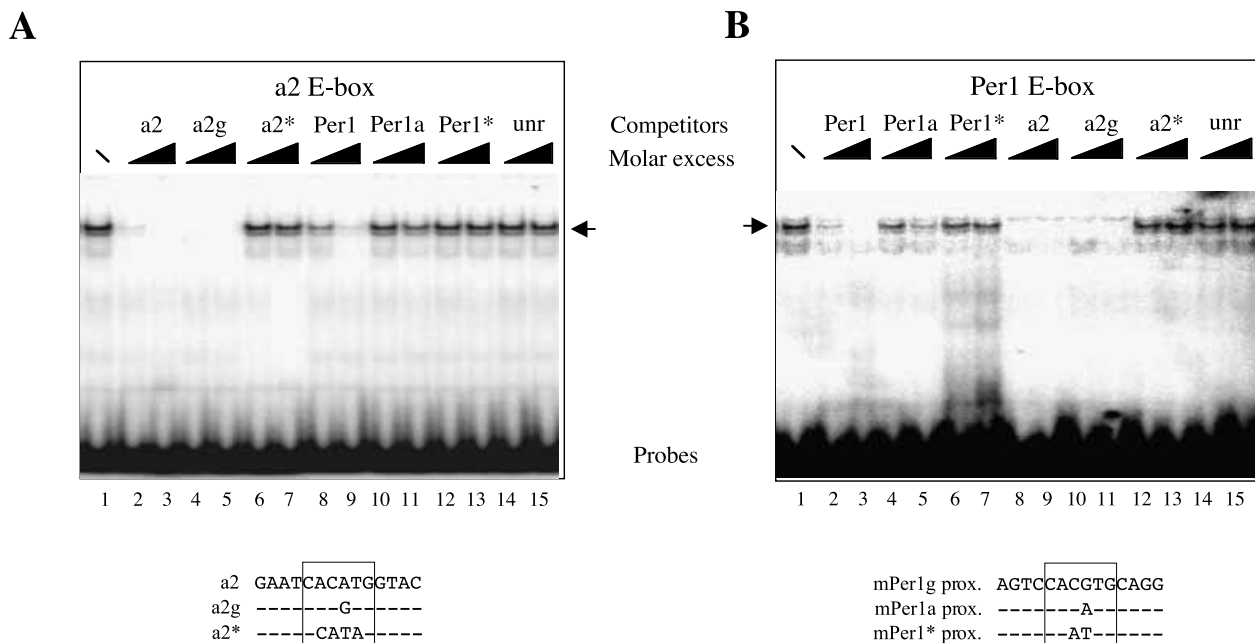 A
B
a2 E-box
a2 a2g a2* Per1 Per1a Per1* unr
Competitors
Molar excess
Per1 E-box
Per1 Per1a Per1* a2 a2g a2* unr
Probes
1 2 3 4 5 6 7 8 9 10 11 12 13 14 15
1 2 3 4 5 6 7 8 9 10 11 12 13 14 15
a2 GAATCACATGGTAC
a2g -------G------
a2* -----CATA-----
mPer1g prox. AGTCCACGTGCAGG
mPer1a prox. -------A------
mPer1* prox. ------AT------